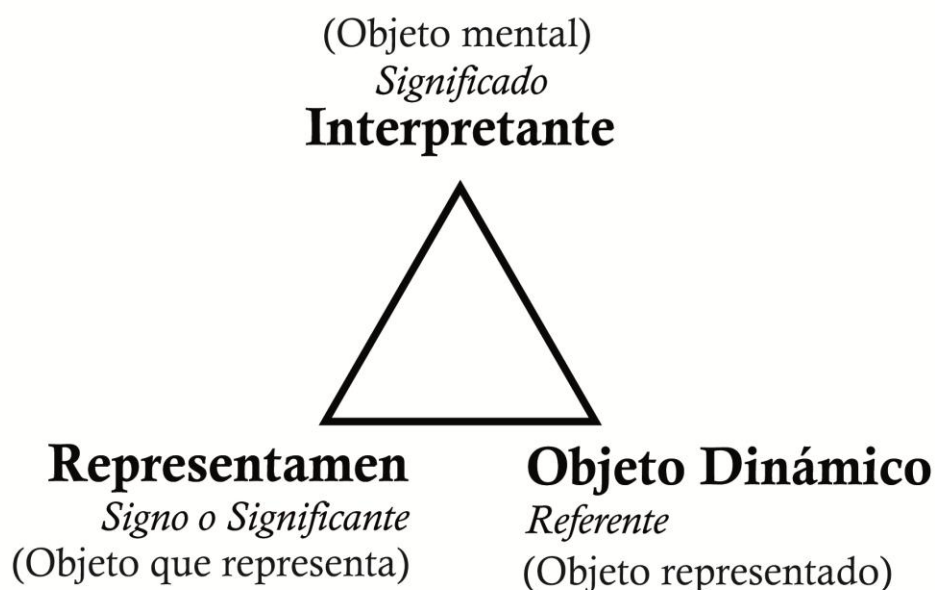 (Objeto mental)
Significado
Interpretante
Representamen
Signo o Significante
(Objeto que representa)
Objeto Dinámico
Referente
(Objeto representado)